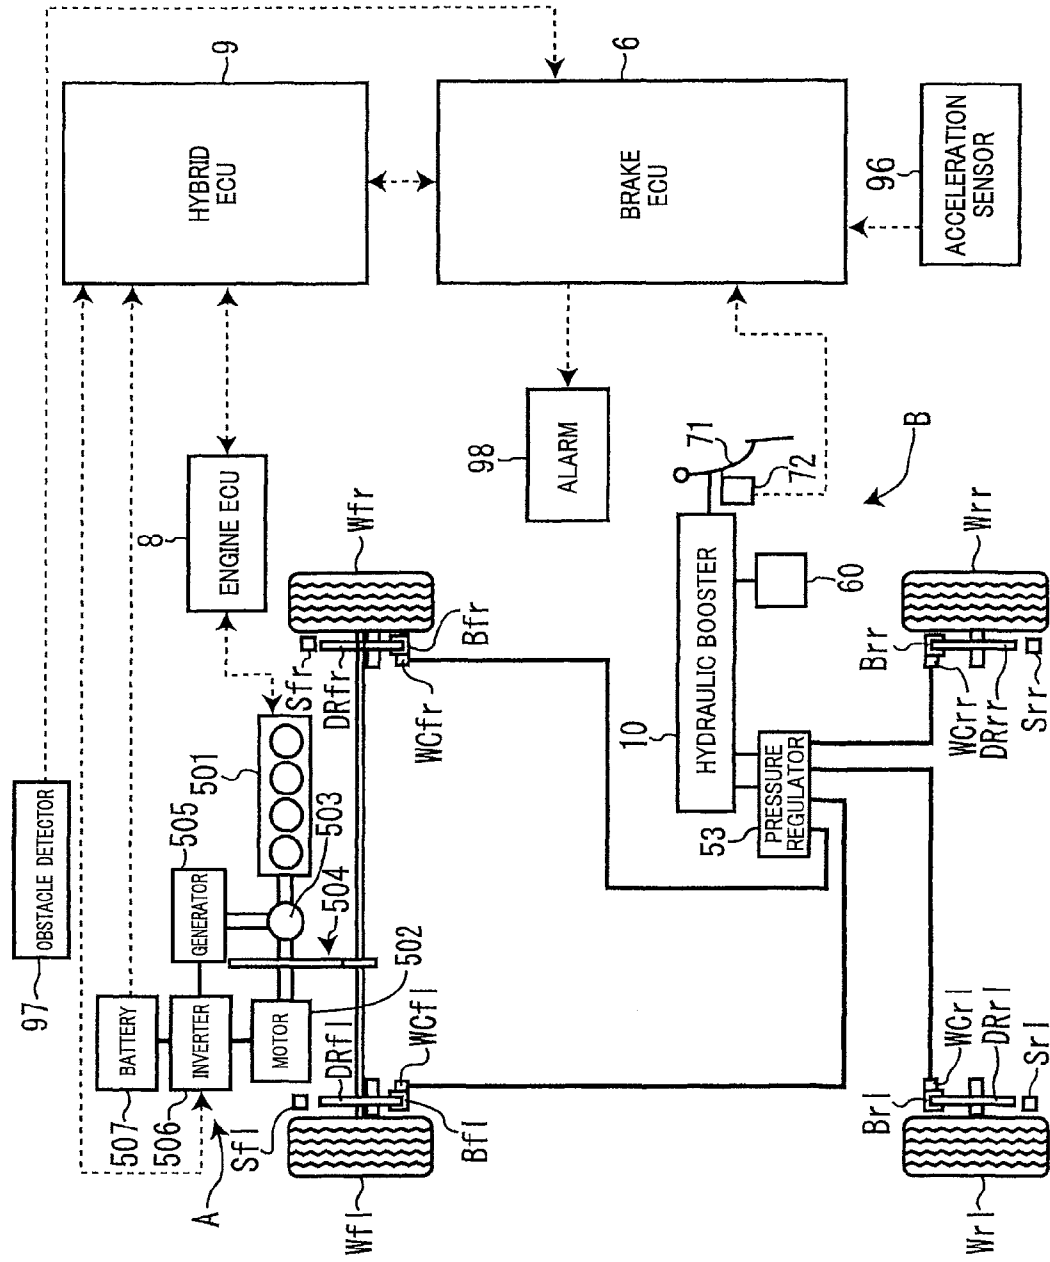 97
OBSTACLE DETECTOR
507
BATTERY
8
506
505
INVERTER
GENERATOR
A
501
HYBRID
ECU
9
ENGINE ECU
Sfl
MOTOR
Sfr
503
504
DRfl
DRfr
Wfl
Wfr
502
WCfl
WCfr
Bfl
Bfr
98
ALARM
6
BRAKE
ECU
10
71
HYDRAULIC BOOSTER
53
PRESSURE
REGULATOR
72
60
Brl
Brr
96
B
WCrl
WCrr
ACCELERATION
SENSOR
Wrl
DRrl
DRrr
Wrr
Srl
Srr